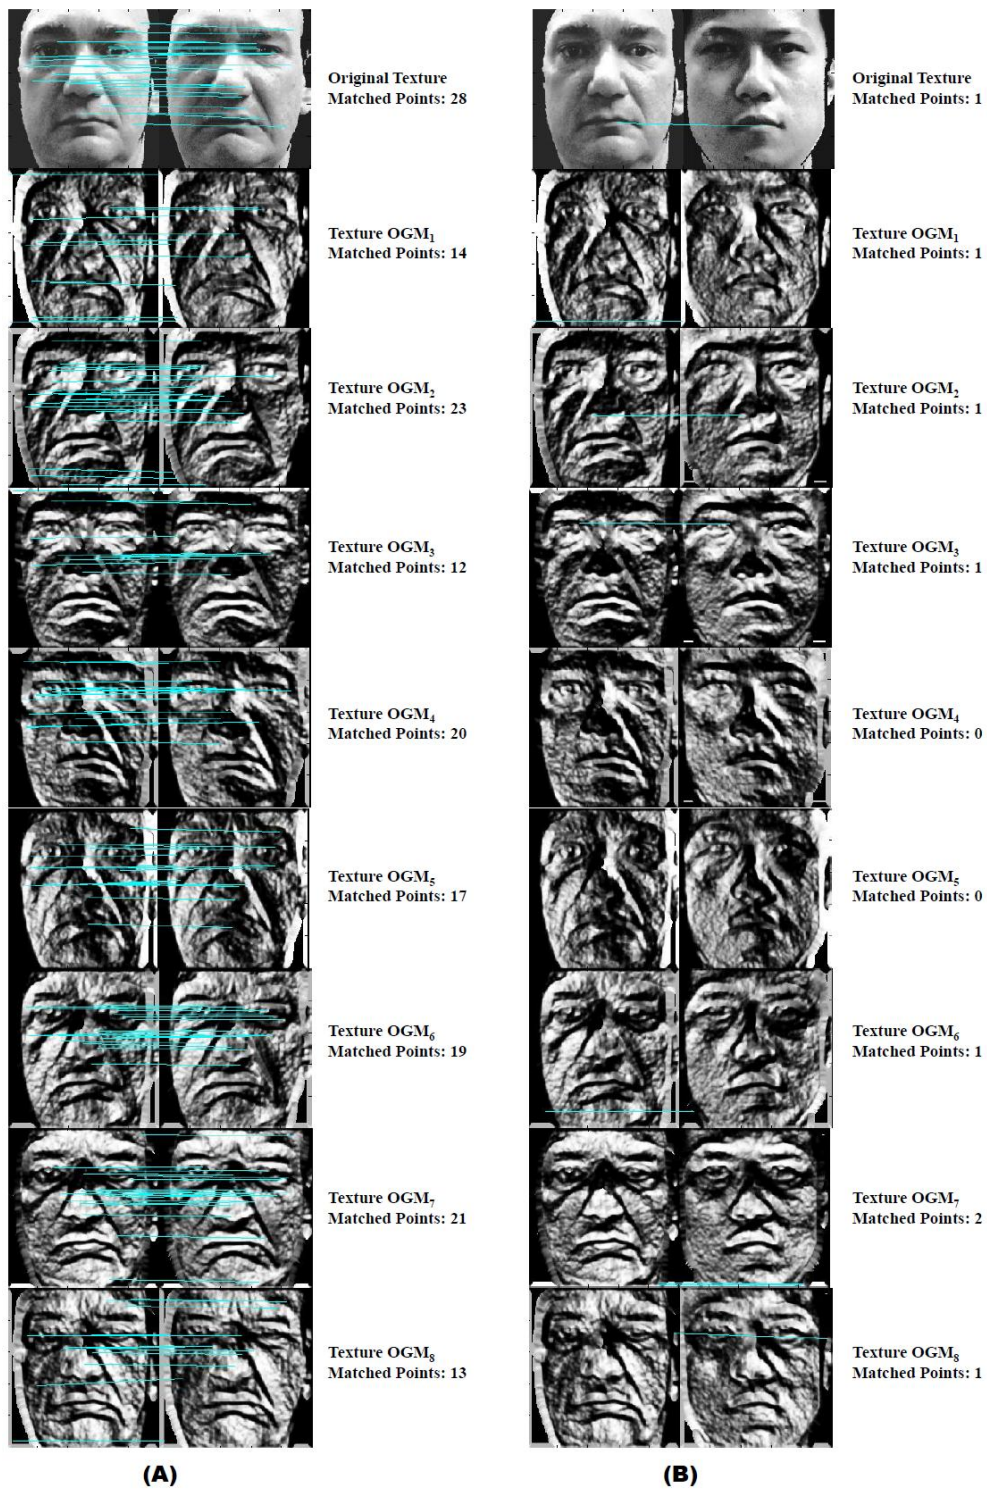 Original Texture
Matched Points: 28
Texture OGM₁
Matched Points: 14
Texture OGM₂
Matched Points: 23
Texture OGM₃
Matched Points: 12
Texture OGM₄
Matched Points: 20
Texture OGM₅
Matched Points: 17
Texture OGM₆
Matched Points: 19
Texture OGM₇
Matched Points: 21
Texture OGM₈
Matched Points: 13
(A)
Original Texture
Matched Points: 1
Texture OGM₁
Matched Points: 1
Texture OGM₂
Matched Points: 1
Texture OGM₃
Matched Points: 1
Texture OGM₄
Matched Points: 0
Texture OGM₅
Matched Points: 0
Texture OGM₆
Matched Points: 1
Texture OGM₇
Matched Points: 2
Texture OGM₈
Matched Points: 1
(B)